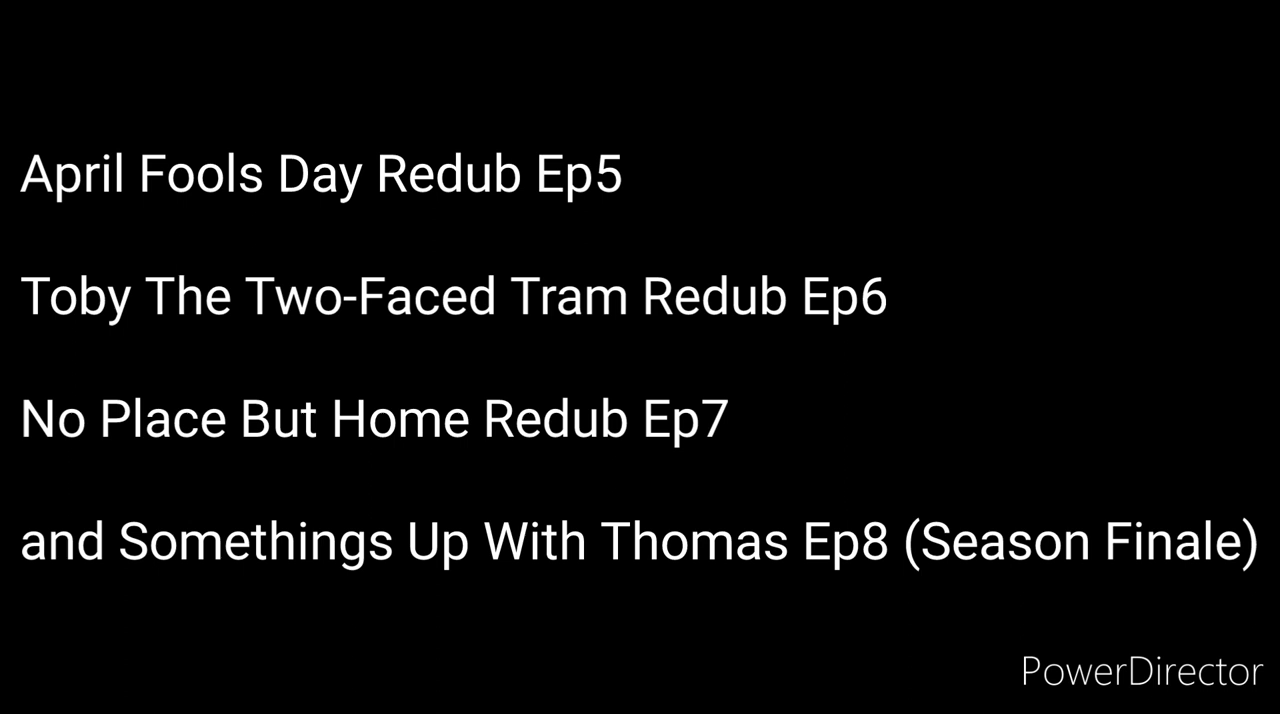 April Fools Day Redub Ep5
Toby The Two-Faced Tram Redub Ep6
No Place But Home Redub Ep7
and Somethings Up With Thomas Ep8 (Season Finale)
PowerDirector